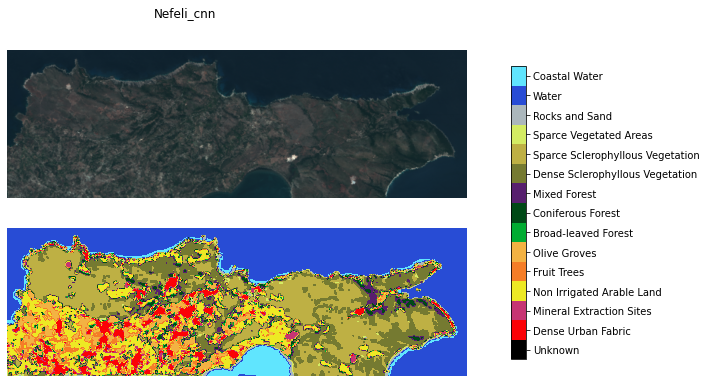 Nefeli_cnn
Coastal Water
Water
Rocks and Sand
Sparce Vegetated Areas
Sparce Sclerophyllous Vegetation
Dense Sclerophyllous Vegetation
Mixed Forest
Coniferous Forest
Broad-leaved Forest
Olive Groves
Fruit Trees
Non Irrigated Arable Land
Mineral Extraction Sites
Dense Urban Fabric
Unknown